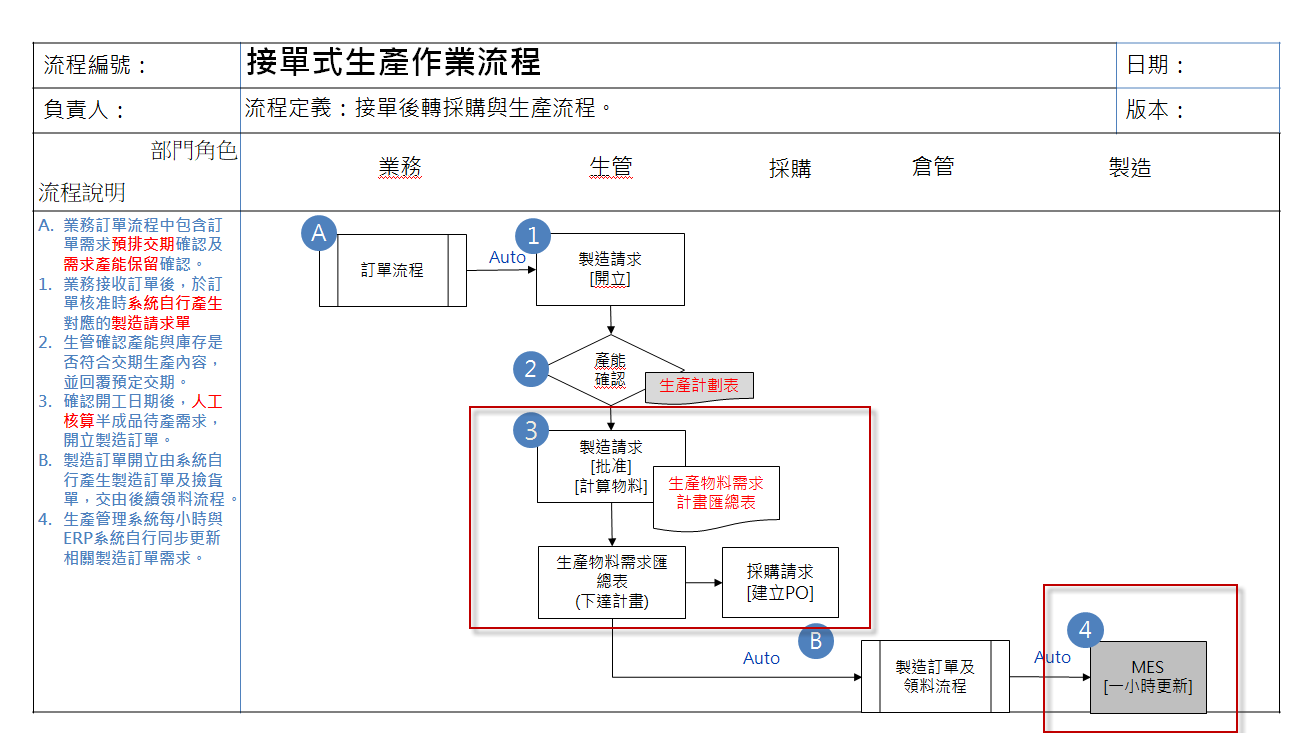 流程編號：
接單式生產作業流程
日期：
負責人：
流程定義：接單後轉採購與生產流程。
版本：
部門角色
流程說明
業務
生管
採購
倉管
製造
A. 業務訂單流程中包含訂
單需求預排交期確認及
需求產能保留確認。
1. 業務接收訂單後，於訂
單核准時系統自行產生
對應的製造請求單
2. 生管確認產能與庫存是
否符合交期生產內容，
並回覆預定交期。
3. 確認開工日期後，人工
核算半成品待產需求，
開立製造訂單。
B. 製造訂單開立由系統自
行產生製造訂單及撿貨
單，交由後續領料流程。
4. 生產管理系統每小時與
ERP系統自行同步更新
相關製造訂單需求。
A
訂單流程
Auto
1
製造請求
[開立]
2
產能
確認
生產計劃表
3
製造請求
[批准]
[計算物料]
生產物料需求
計畫匯總表
生產物料需求匯
總表
(下達計畫)
採購請求
[建立PO]
Auto
B
製造訂單及
領料流程
Auto
4
MES
[一小時更新]